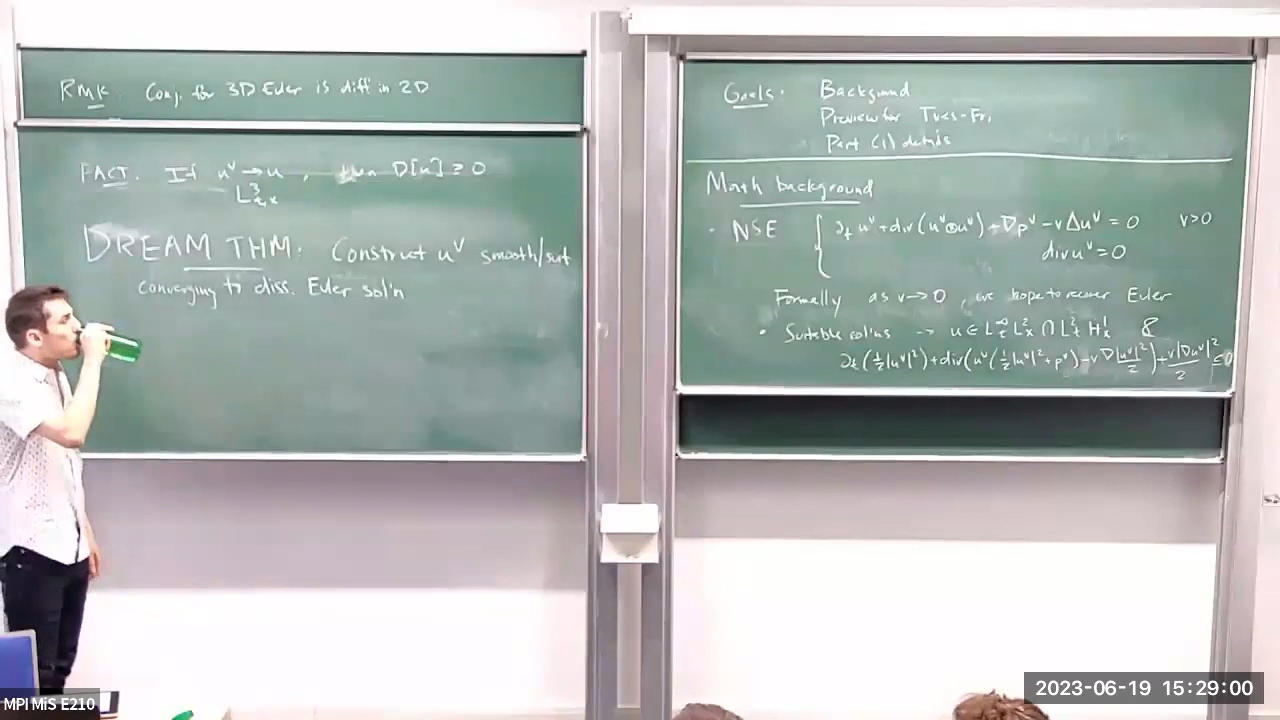 RMK. Conj. for 3D Euler is diff in 2D
FACT. If u^ν → u, then D[u] ≥ 0
L^3_{t,x}
DREAM THM. Construct u^ν smooth/suit
converging to diss. Euler sol'n
Goals. Background
Preview for Tues-Fri,
Part (1) details
Math background
· NSE { ∂_t u^ν + div(u^ν⊗u^ν) + ∇p^ν - νΔu^ν = 0 ν>0
div u^ν = 0
Formally as ν→0, we hope to recover Euler
· Suitable sol'ns → u ∈ L^∞_t L^2_x ∩ L^2_t H^1_x &
∂_t(½|u^ν|²) + div(u^ν(½|u^ν|² + p^ν) - ν∇|u^ν|²/2) + ν|∇u^ν|²/2 ≤ 0
MPI MiS E210
2023-06-19 15:29:00